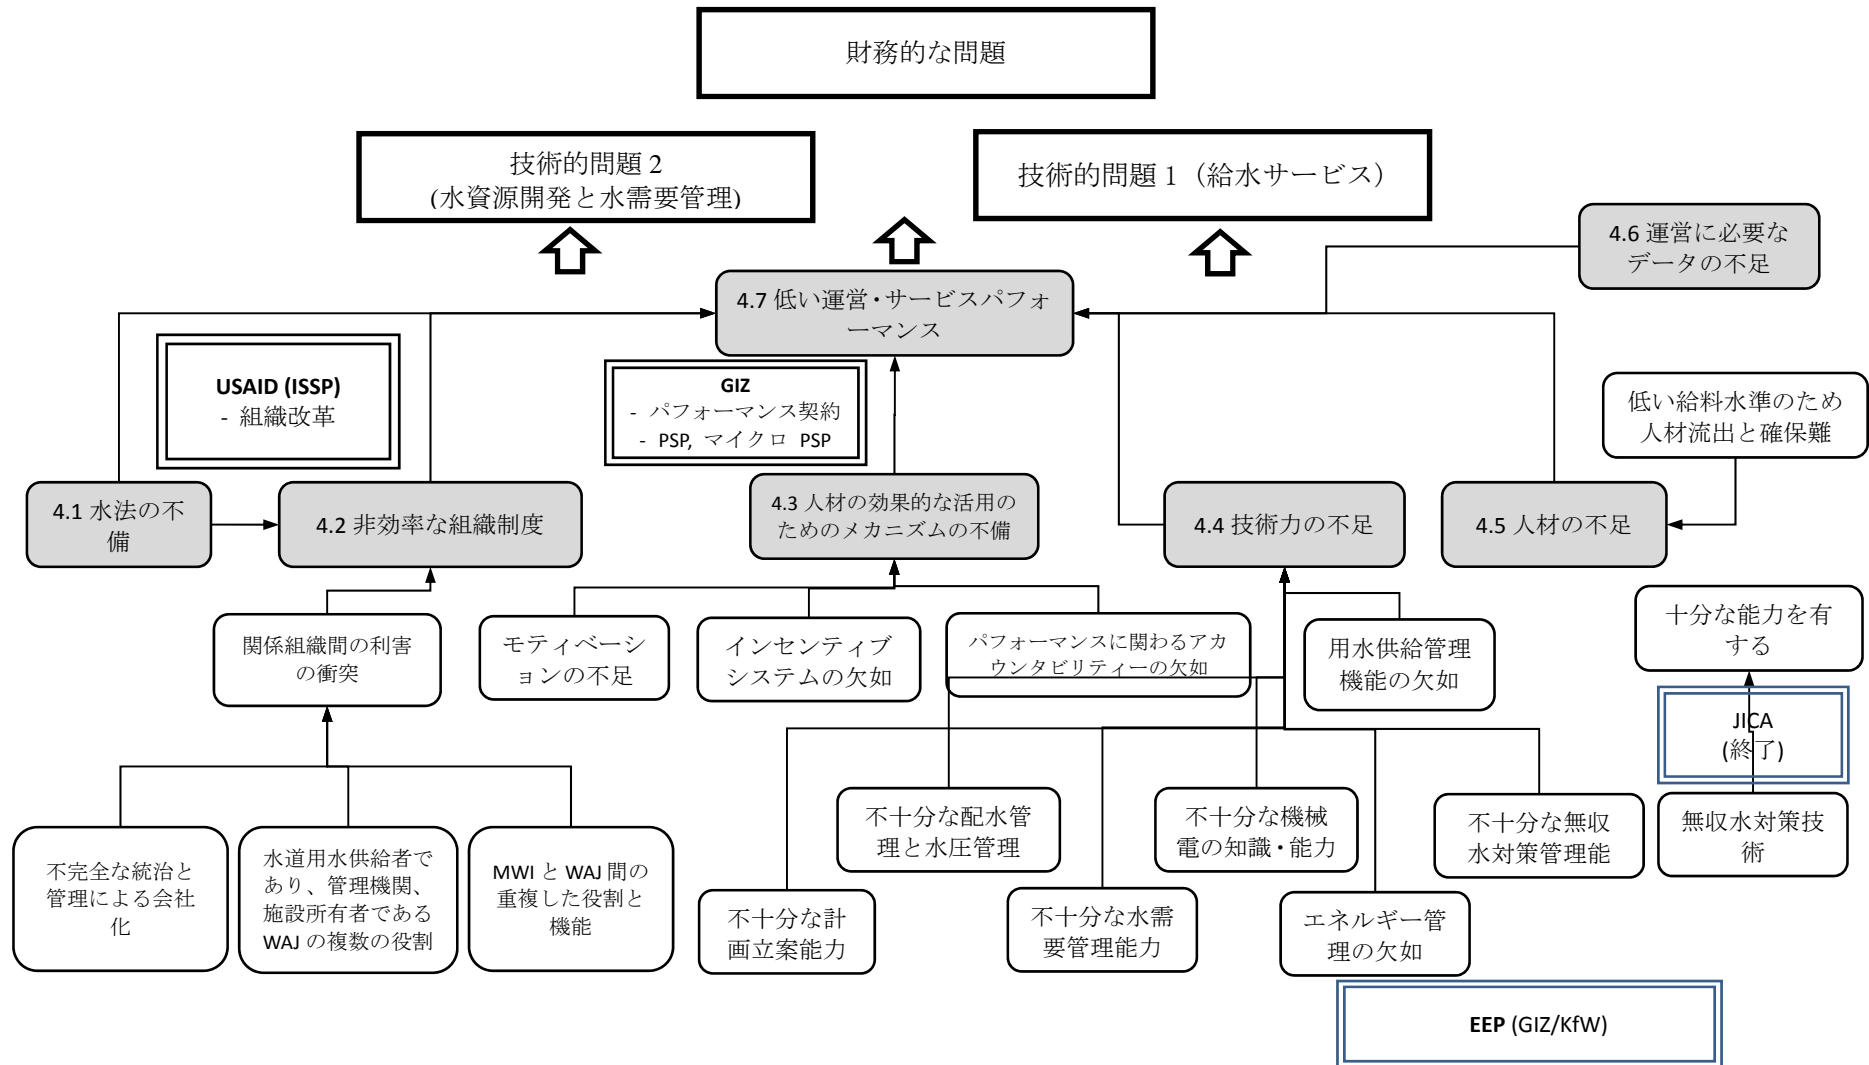 財務的な問題
技術的問題 2
(水資源開発と水需要管理)
技術的問題 1（給水サービス）
4.6 運営に必要な
データの不足
4.7 低い運営・サービスパフォ
ーマンス
USAID (ISSP)
- 組織改革
GIZ
- パフォーマンス契約
- PSP, マイクロ PSP
低い給料水準のため
人材流出と確保難
4.1 水法の不
備
4.2 非効率な組織制度
4.3 人材の効果的な活用の
ためのメカニズムの不備
4.4 技術力の不足
4.5 人材の不足
関係組織間の利害
の衝突
モティベーシ
ョンの不足
インセンティブ
システムの欠如
パフォーマンスに関わるアカ
ウンタビリティーの欠如
用水供給管理
機能の欠如
十分な能力を有
する
JICA
(終了)
不完全な統治と
管理による会社
化
水道用水供給者で
あり、管理機関、
施設所有者である
WAJ の複数の役割
MWI と WAJ 間の
重複した役割と
機能
不十分な配水管
理と水圧管理
不十分な機械
電の知識・能力
不十分な無収
水対策管理能
無収水対策技
術
不十分な計
画立案能力
不十分な水需
要管理能力
エネルギー管
理の欠如
EEP (GIZ/KfW)